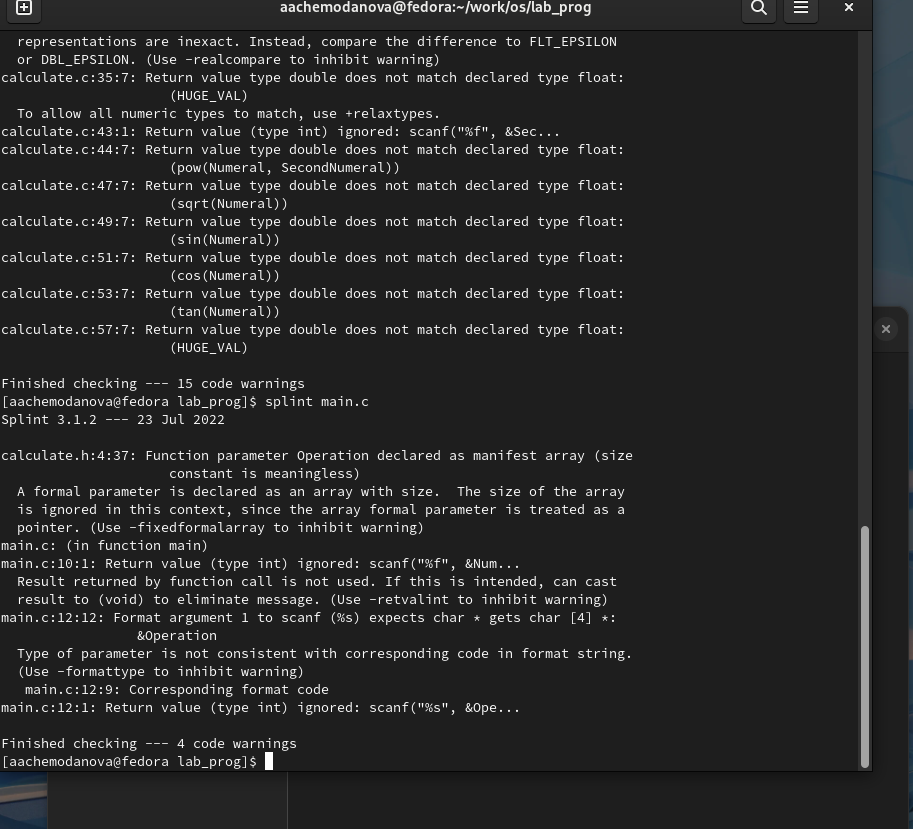 aachemodanova@fedora:~/work/os/lab_prog
representations are inexact. Instead, compare the difference to FLT_EPSILON
or DBL_EPSILON. (Use -realcompare to inhibit warning)
calculate.c:35:7: Return value type double does not match declared type float:
(HUGE_VAL)
To allow all numeric types to match, use +relaxtypes.
calculate.c:43:1: Return value (type int) ignored: scanf("%f", &Sec...
calculate.c:44:7: Return value type double does not match declared type float:
(pow(Numeral, SecondNumeral))
calculate.c:47:7: Return value type double does not match declared type float:
(sqrt(Numeral))
calculate.c:49:7: Return value type double does not match declared type float:
(sin(Numeral))
calculate.c:51:7: Return value type double does not match declared type float:
(cos(Numeral))
calculate.c:53:7: Return value type double does not match declared type float:
(tan(Numeral))
calculate.c:57:7: Return value type double does not match declared type float:
(HUGE_VAL)
Finished checking --- 15 code warnings
[aachemodanova@fedora lab_prog]$ splint main.c
Splint 3.1.2 --- 23 Jul 2022
calculate.h:4:37: Function parameter Operation declared as manifest array (size
constant is meaningless)
A formal parameter is declared as an array with size.  The size of the array
is ignored in this context, since the array formal parameter is treated as a
pointer. (Use -fixedformalarray to inhibit warning)
main.c: (in function main)
main.c:10:1: Return value (type int) ignored: scanf("%f", &Num...
Result returned by function call is not used. If this is intended, can cast
result to (void) to eliminate message. (Use -retvalint to inhibit warning)
main.c:12:12: Format argument 1 to scanf (%s) expects char * gets char [4] *:
&Operation
Type of parameter is not consistent with corresponding code in format string.
(Use -formattype to inhibit warning)
main.c:12:9: Corresponding format code
main.c:12:1: Return value (type int) ignored: scanf("%s", &Ope...
Finished checking --- 4 code warnings
[aachemodanova@fedora lab_prog]$